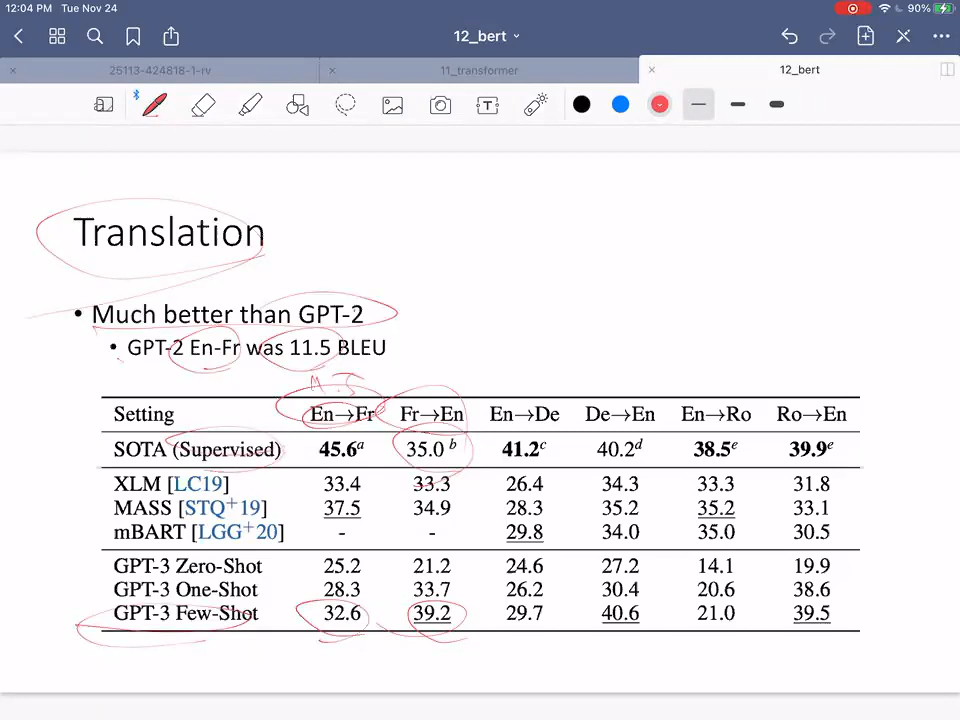 12:04 PM Tue Nov 24
90%
12_bert
25113-424818-1-rv
11_transformer
12_bert
Translation
• Much better than GPT-2
• GPT-2 En-Fr was 11.5 BLEU
Setting En→Fr Fr→En En→De De→En En→Ro Ro→En
SOTA (Supervised) 45.6a 35.0 b 41.2c 40.2d 38.5e 39.9e
XLM [LC19] 33.4 33.3 26.4 34.3 33.3 31.8
MASS [STQ+19] 37.5 34.9 28.3 35.2 35.2 33.1
mBART [LGG+20] - - 29.8 34.0 35.0 30.5
GPT-3 Zero-Shot 25.2 21.2 24.6 27.2 14.1 19.9
GPT-3 One-Shot 28.3 33.7 26.2 30.4 20.6 38.6
GPT-3 Few-Shot 32.6 39.2 29.7 40.6 21.0 39.5